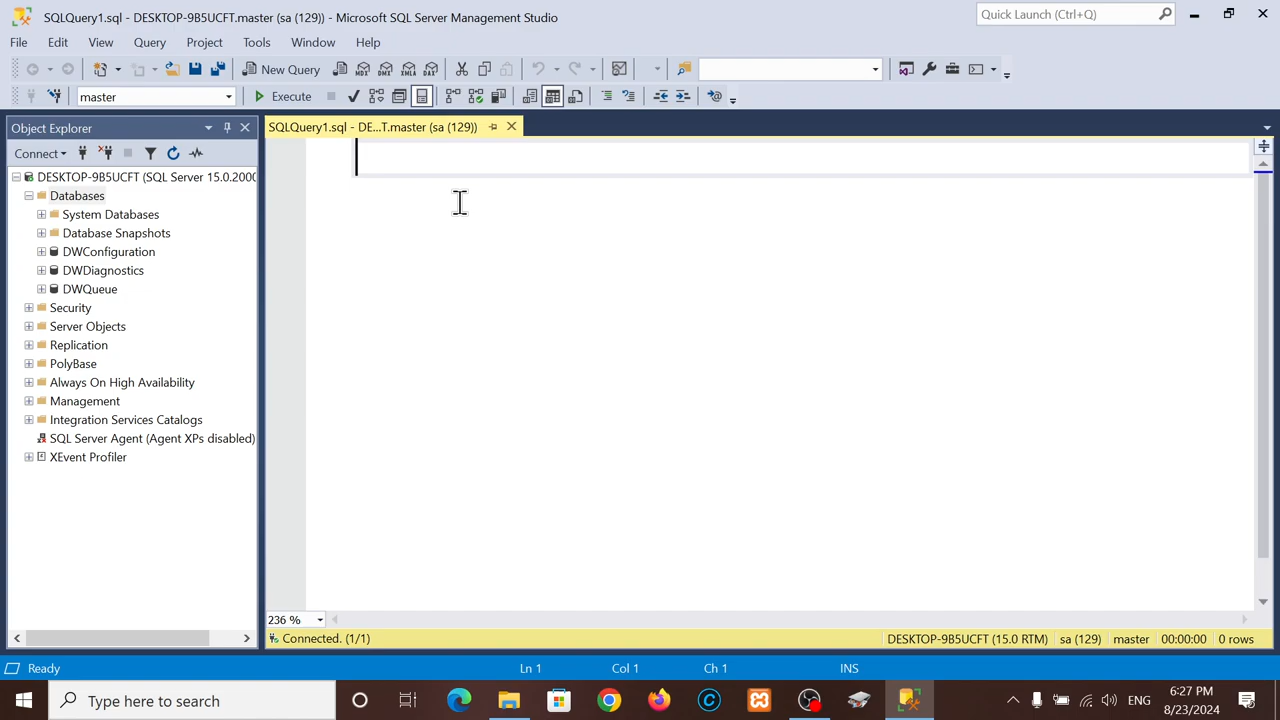 SQLQuery1.sql - DESKTOP-9B5UCFT.master (sa (129)) - Microsoft SQL Server Management Studio
Quick Launch (Ctrl+Q)
File Edit View Query Project Tools Window Help
New Query
MDX DMX XMLA DAX
master
Execute
Object Explorer
SQLQuery1.sql - DE...T.master (sa (129))
Connect
DESKTOP-9B5UCFT (SQL Server 15.0.2000
Databases
System Databases
Database Snapshots
DWConfiguration
DWDiagnostics
DWQueue
Security
Server Objects
Replication
PolyBase
Always On High Availability
Management
Integration Services Catalogs
SQL Server Agent (Agent XPs disabled)
XEvent Profiler
236 %
Connected. (1/1)
DESKTOP-9B5UCFT (15.0 RTM) sa (129) master 00:00:00 0 rows
Ready
Ln 1 Col 1 Ch 1 INS
Type here to search
ENG
6:27 PM
8/23/2024